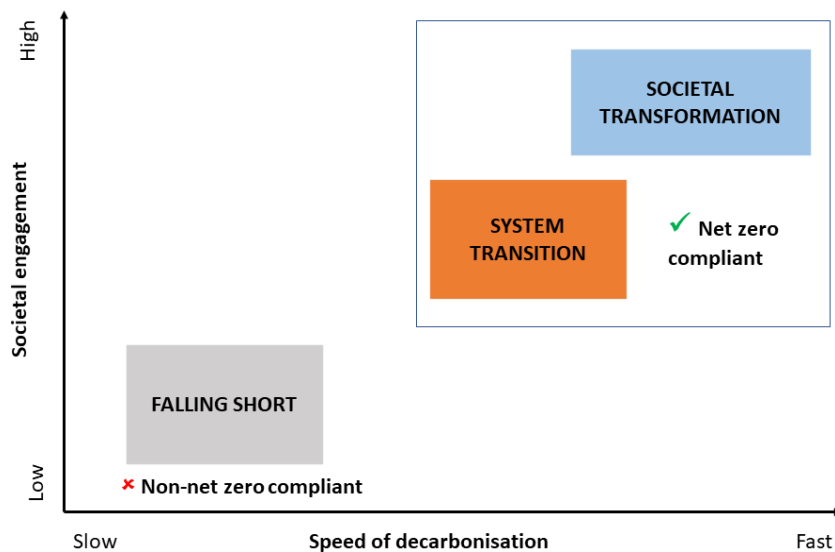 High
SOCIETAL
TRANSFORMATION
Societal engagement
SYSTEM
TRANSITION
✓ Net zero
compliant
FALLING SHORT
× Non-net zero compliant
Low
Slow
Speed of decarbonisation
Fast